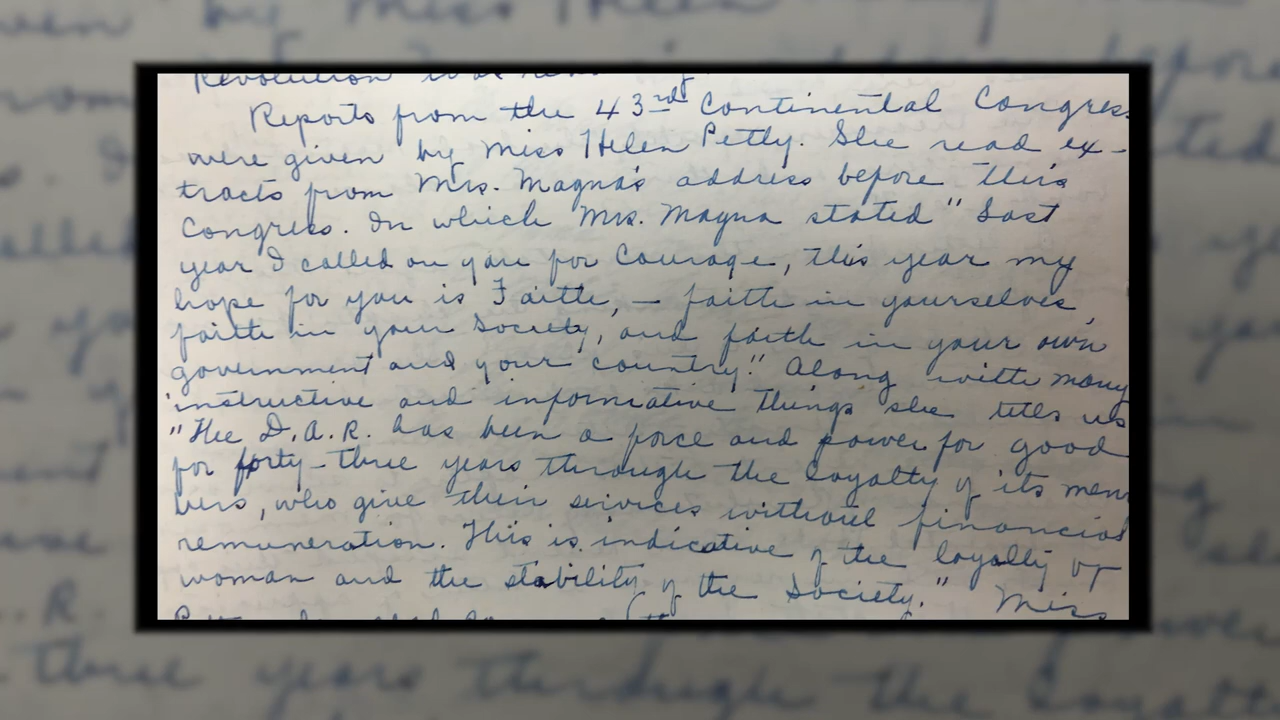 Revolution was
Reports from the 43rd Continental Congress
were given by Miss Helen Petty. She read ex-
tracts from Mrs. Magna's address before this
Congress. In which Mrs. Magna stated "Last
year I called on you for Courage, this year my
hope for you is Faith, — faith in yourselves,
faith in your Society, and faith in your own
government and your country." Along with many
instructive and informative things she tells us
"The D.A.R. has been a force and power for good
for forty-three years through the loyalty of its mem
bers, who give their services without financial
remuneration. This is indicative of the loyalty of
woman and the stability of the Society." Miss